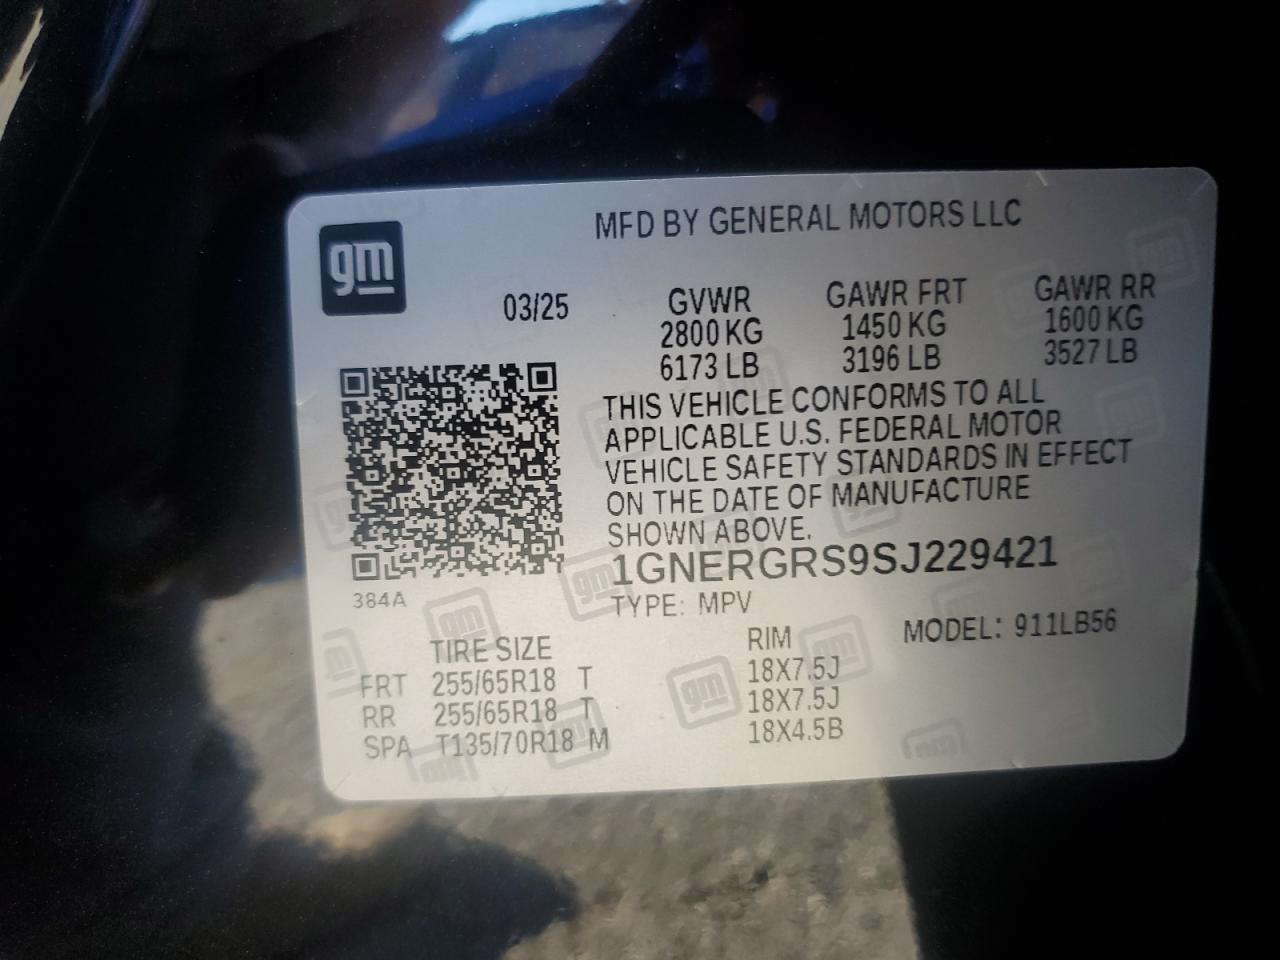 gm
MFD BY GENERAL MOTORS LLC
03/25
GVWR GAWR FRT GAWR RR
2800 KG 1450 KG 1600 KG
6173 LB 3196 LB 3527 LB
THIS VEHICLE CONFORMS TO ALL
APPLICABLE U.S. FEDERAL MOTOR
VEHICLE SAFETY STANDARDS IN EFFECT
ON THE DATE OF MANUFACTURE
SHOWN ABOVE.
1GNERGRS9SJ229421
384A
TYPE: MPV
MODEL: 911LB56
TIRE SIZE RIM
FRT 255/65R18 T 18X7.5J
RR 255/65R18 T 18X7.5J
SPA T135/70R18 M 18X4.5B